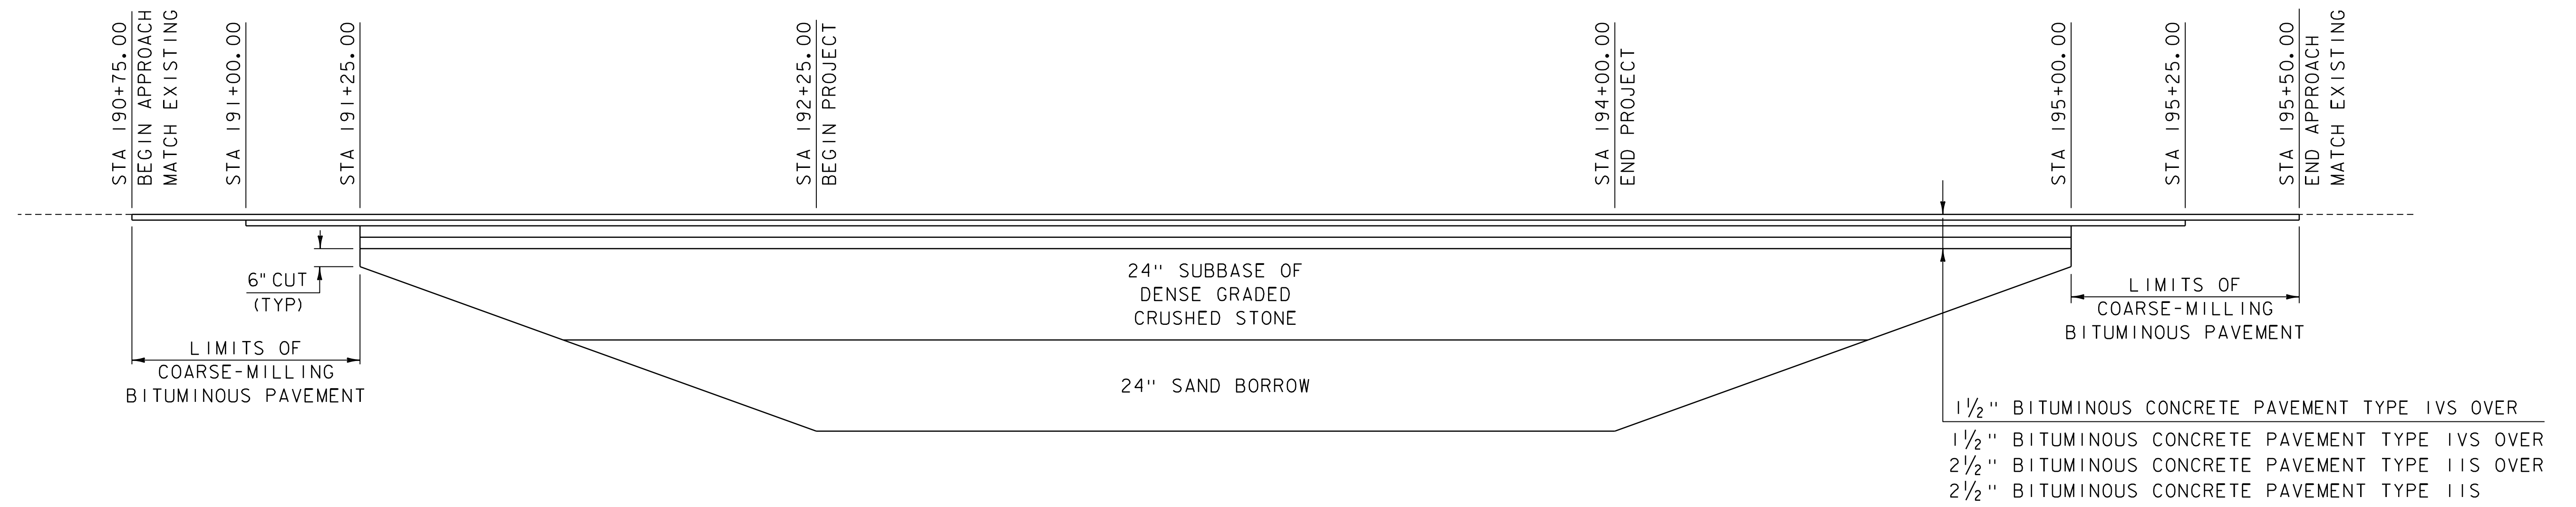 STA 190+75.00
BEGIN APPROACH
MATCH EXISTING
STA 191+00.00
STA 191+25.00
STA 192+25.00
BEGIN PROJECT
STA 194+00.00
END PROJECT
STA 195+00.00
STA 195+25.00
STA 195+50.00
END APPROACH
MATCH EXISTING
6" CUT
(TYP)
LIMITS OF
COARSE-MILLING
BITUMINOUS PAVEMENT
24" SUBBASE OF
DENSE GRADED
CRUSHED STONE
24" SAND BORROW
LIMITS OF
COARSE-MILLING
BITUMINOUS PAVEMENT
1½" BITUMINOUS CONCRETE PAVEMENT TYPE IVS OVER
1½" BITUMINOUS CONCRETE PAVEMENT TYPE IVS OVER
2½" BITUMINOUS CONCRETE PAVEMENT TYPE IIS OVER
2½" BITUMINOUS CONCRETE PAVEMENT TYPE IIS